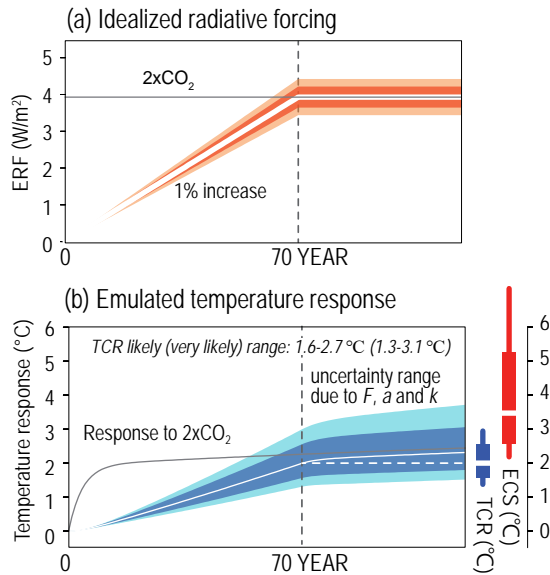 (a) Idealized radiative forcing
ERF (W/m²)
5
4
3
2
1
0
2xCO₂
1% increase
0
70 YEAR
(b) Emulated temperature response
Temperature response (°C)
6
5
4
3
2
1
0
TCR likely (very likely) range: 1.6-2.7 °C (1.3-3.1 °C)
uncertainty range
due to F, a and k
Response to 2xCO₂
0
70 YEAR
TCR (°C)
ECS (°C)
6
5
4
3
2
1
0